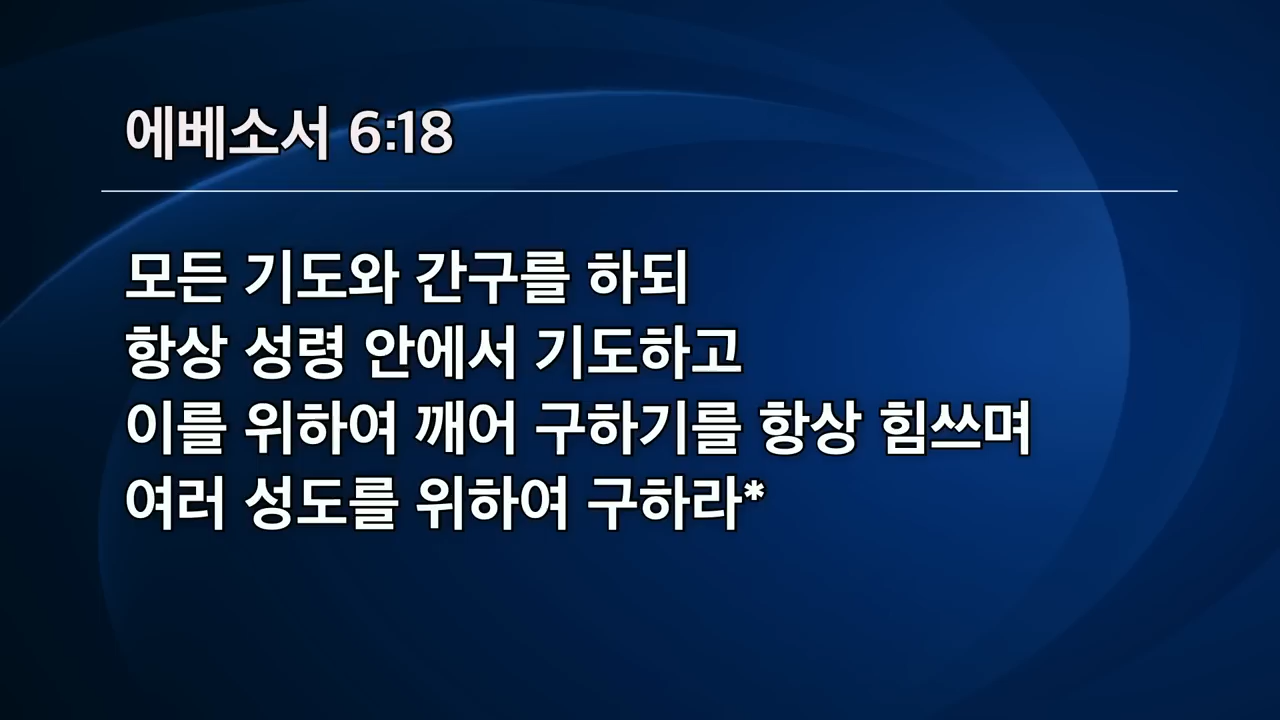 에베소서 6:18
모든 기도와 간구를 하되
항상 성령 안에서 기도하고
이를 위하여 깨어 구하기를 항상 힘쓰며
여러 성도를 위하여 구하라*